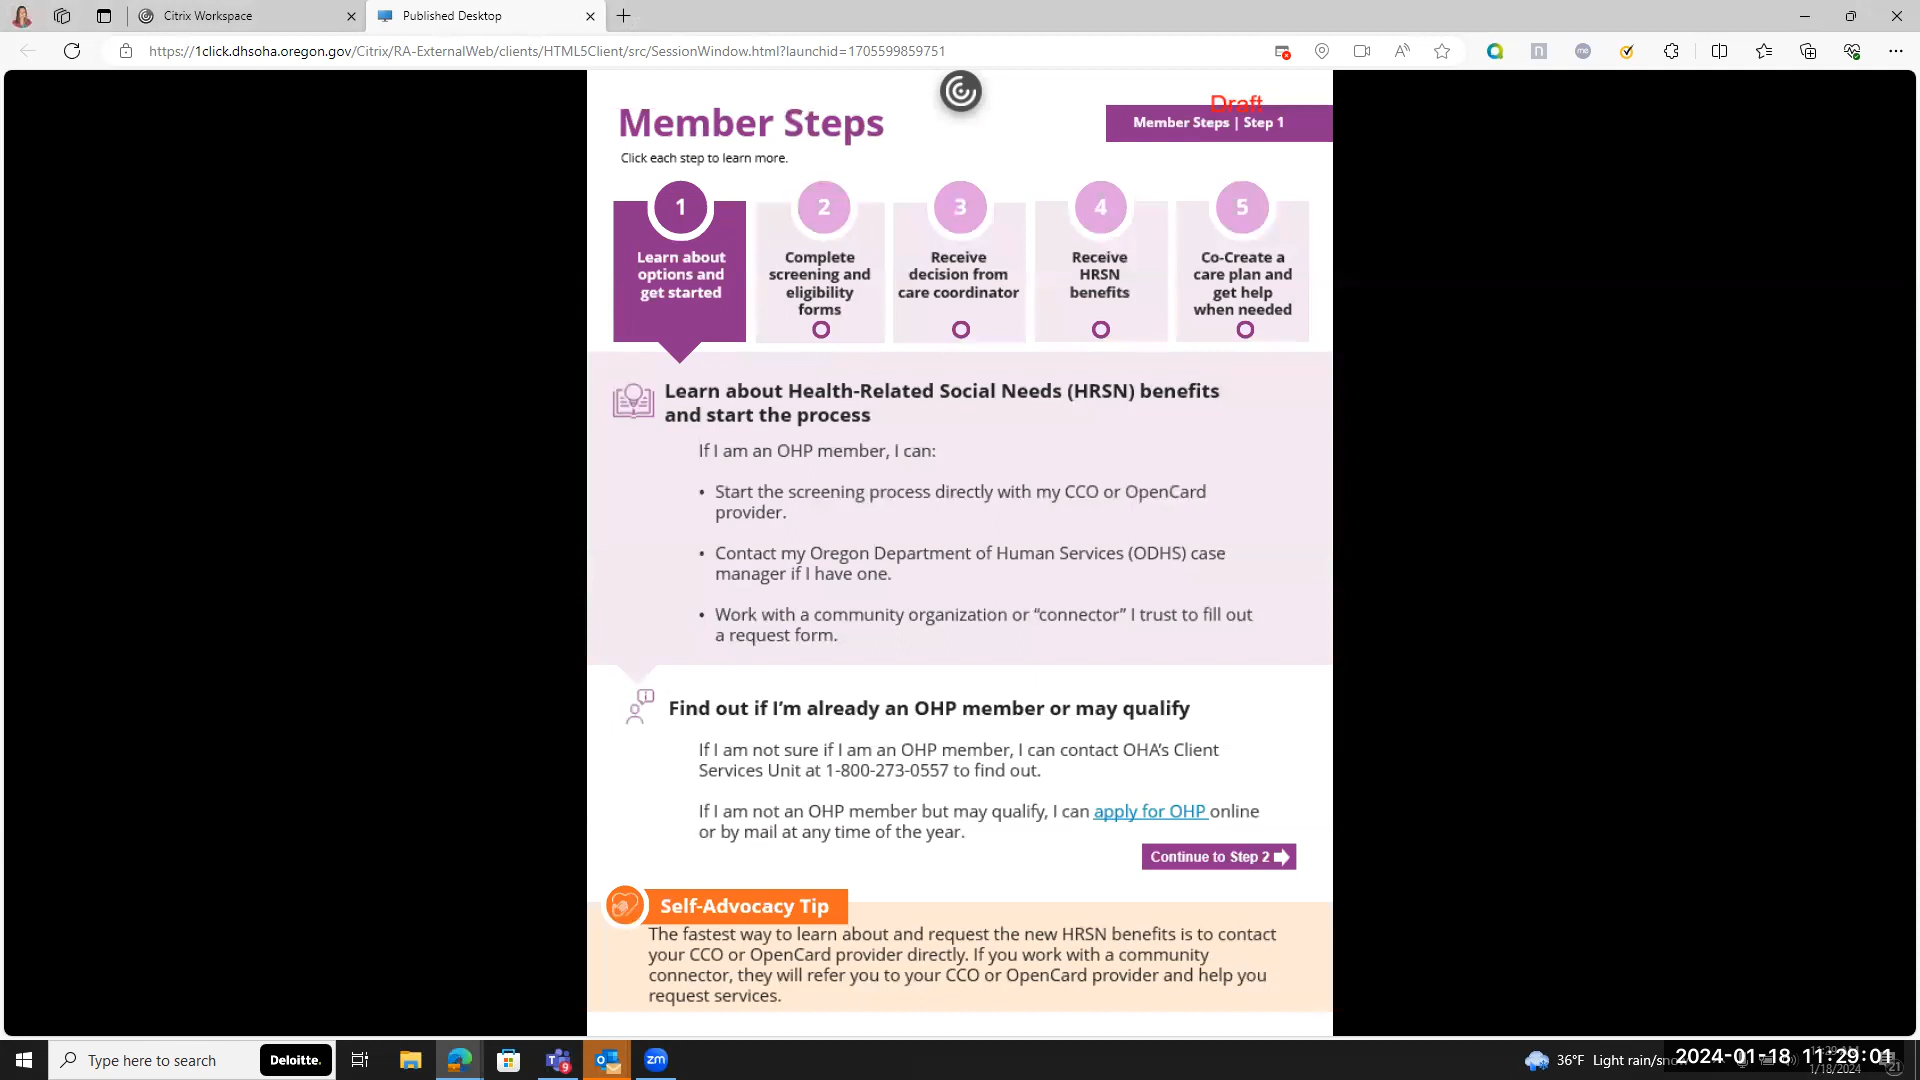 Citrix Workspace
Published Desktop
https://1click.dhsoha.oregon.gov/Citrix/RA-ExternalWeb/clients/HTML5Client/src/SessionWindow.html?launchid=1705599859751
Member Steps
Draft
Member Steps | Step 1
Click each step to learn more.
1
Learn about
options and
get started
2
Complete
screening and
eligibility
forms
3
Receive
decision from
care coordinator
4
Receive
HRSN
benefits
5
Co-Create a
care plan and
get help
when needed
Learn about Health-Related Social Needs (HRSN) benefits
and start the process
If I am an OHP member, I can:
• Start the screening process directly with my CCO or OpenCard
provider.
• Contact my Oregon Department of Human Services (ODHS) case
manager if I have one.
• Work with a community organization or “connector” I trust to fill out
a request form.
Find out if I’m already an OHP member or may qualify
If I am not sure if I am an OHP member, I can contact OHA’s Client
Services Unit at 1-800-273-0557 to find out.
If I am not an OHP member but may qualify, I can apply for OHP online
or by mail at any time of the year.
Continue to Step 2
Self-Advocacy Tip
The fastest way to learn about and request the new HRSN benefits is to contact
your CCO or OpenCard provider directly. If you work with a community
connector, they will refer you to your CCO or OpenCard provider and help you
request services.
Type here to search
Deloitte.
9
zm
36°F Light rain/sn
2024-01-18 11:29:01
1/18/2024
21